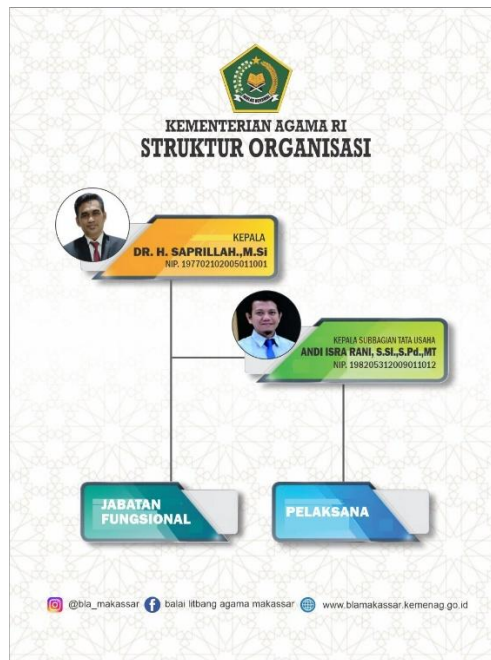 KEMENTERIAN AGAMA RI
STRUKTUR ORGANISASI
KEPALA
DR. H. SAPRILLAH.,M.Si
NIP. 197702102005011001
KEPALA SUBBAGIAN TATA USAHA
ANDI ISRA RANI, S.SI.,S.Pd.,MT
NIP. 198205312009011012
JABATAN
FUNGSIONAL
PELAKSANA
@bla_makassar balai litbang agama makassar www.blamakassar.kemenag.go.id